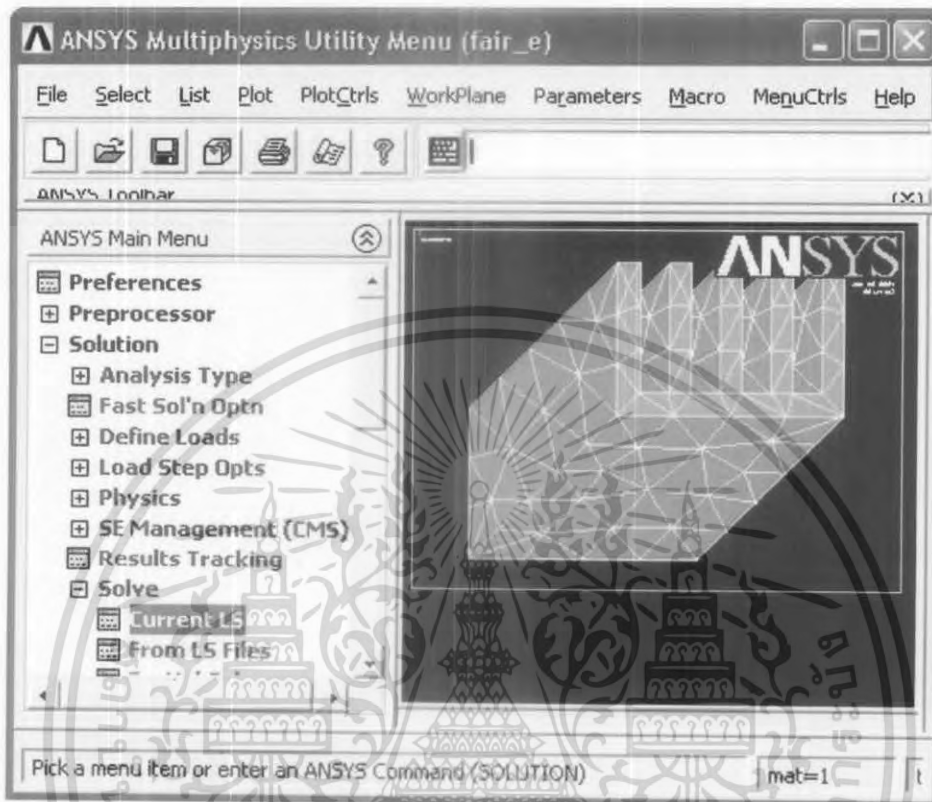 ANSYS Multiphysics Utility Menu (fair_e)
File Select List Plot PlotCtrls WorkPlane Parameters Macro MenuCtrls Help
ANSYS Toolbar
ANSYS Main Menu
ANSYS
Preferences
Preprocessor
Solution
Analysis Type
Fast Sol'n Optn
Define Loads
Load Step Opts
Physics
SE Management (CMS)
Results Tracking
Solve
Current LS
From LS Files
Pick a menu item or enter an ANSYS Command (SOLUTION) mat=1 t